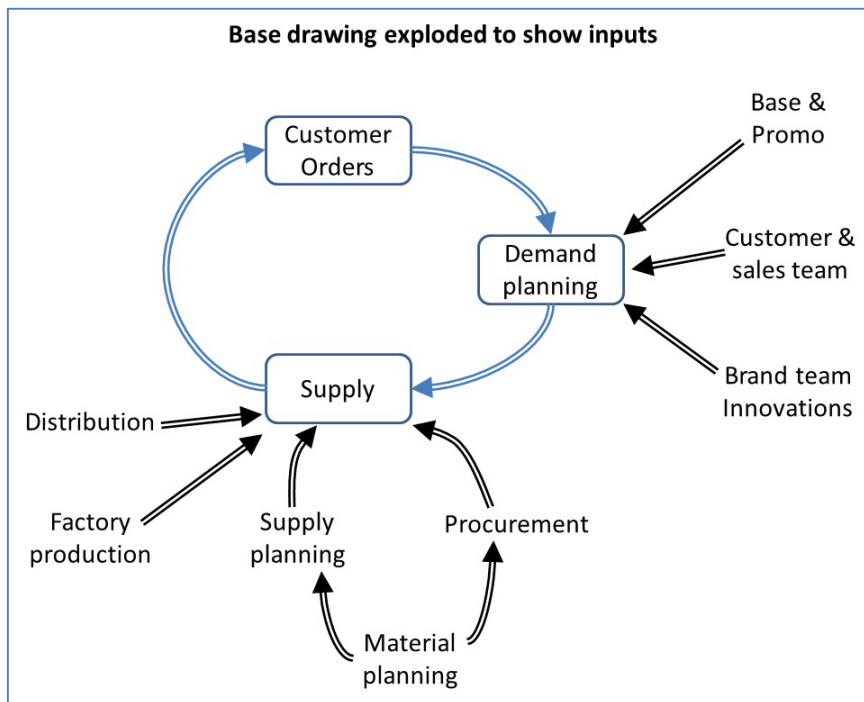 Base drawing exploded to show inputs
Base &
Promo
Customer
Orders
Customer &
sales team
Demand
planning
Brand team
Innovations
Supply
Distribution
Factory
production
Supply
planning
Procurement
Material
planning